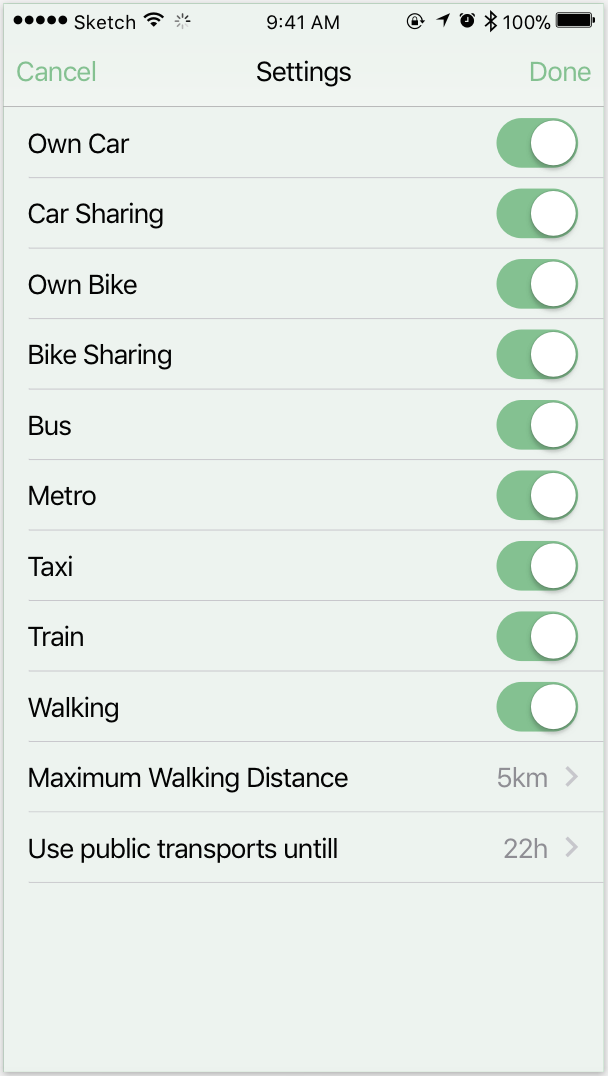 Sketch 9:41 AM 100%
Cancel Settings Done
Own Car
Car Sharing
Own Bike
Bike Sharing
Bus
Metro
Taxi
Train
Walking
Maximum Walking Distance 5km
Use public transports untill 22h